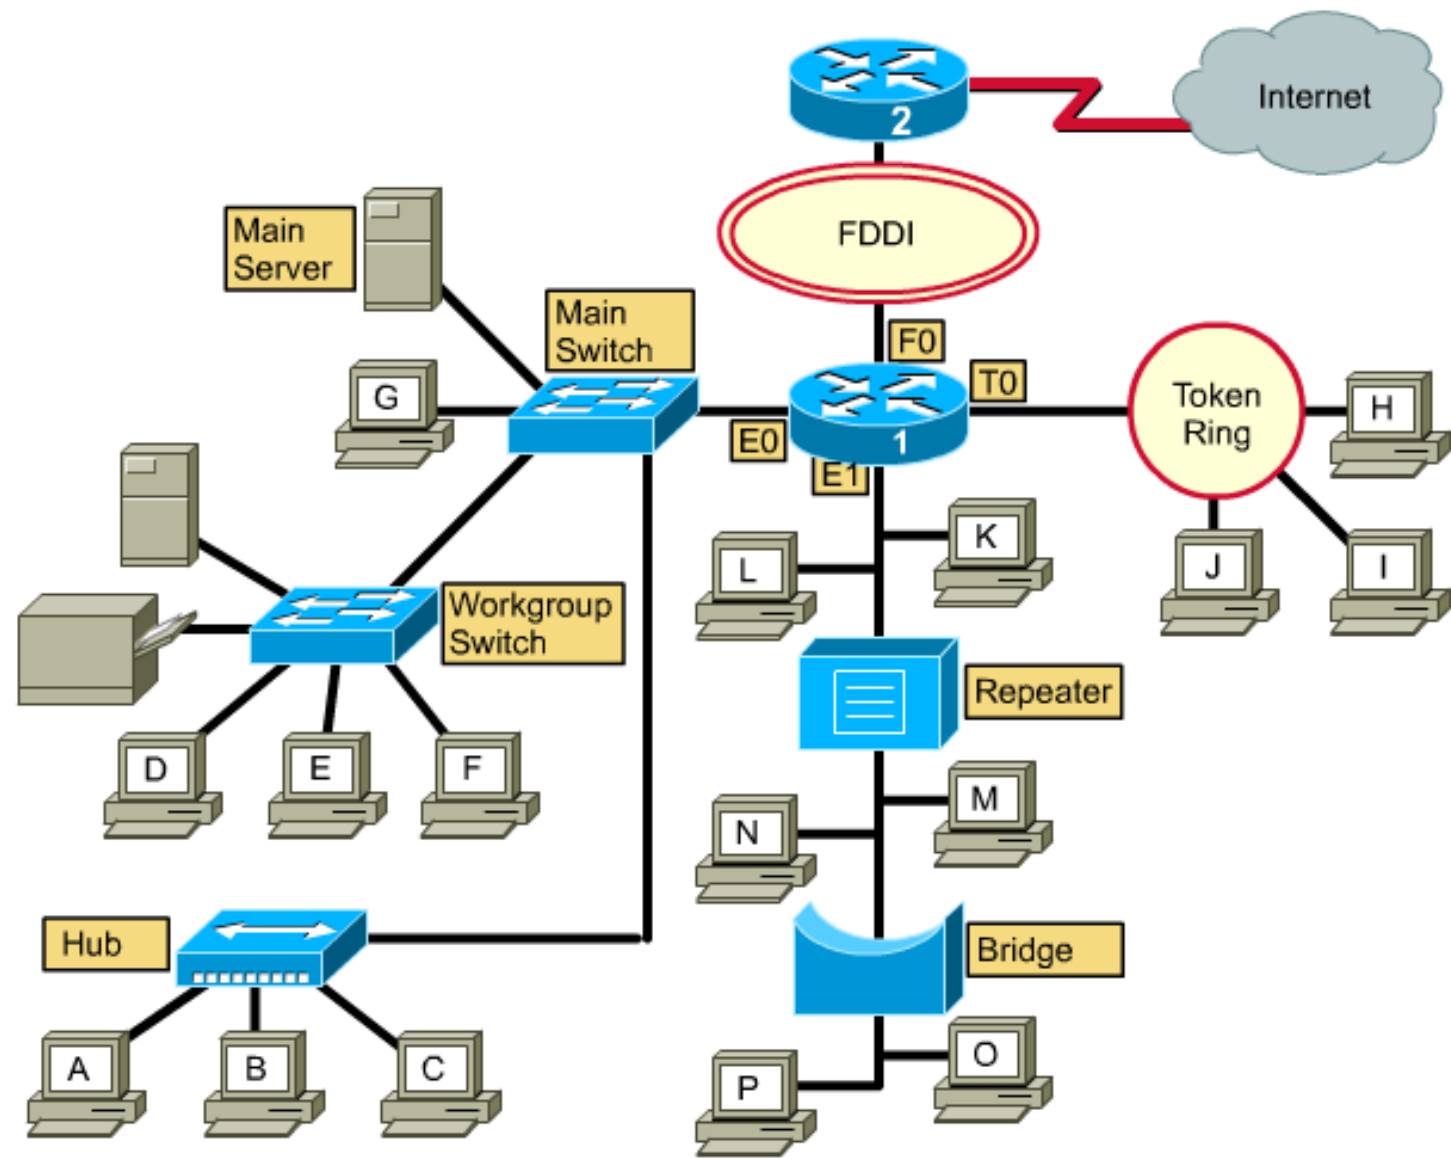 2
Internet
FDDI
Main
Server
Main
Switch
F0
T0
G
E0
1
E1
Token
Ring
H
L
K
J
I
Workgroup
Switch
Repeater
D
E
F
N
M
Hub
Bridge
A
B
C
P
O